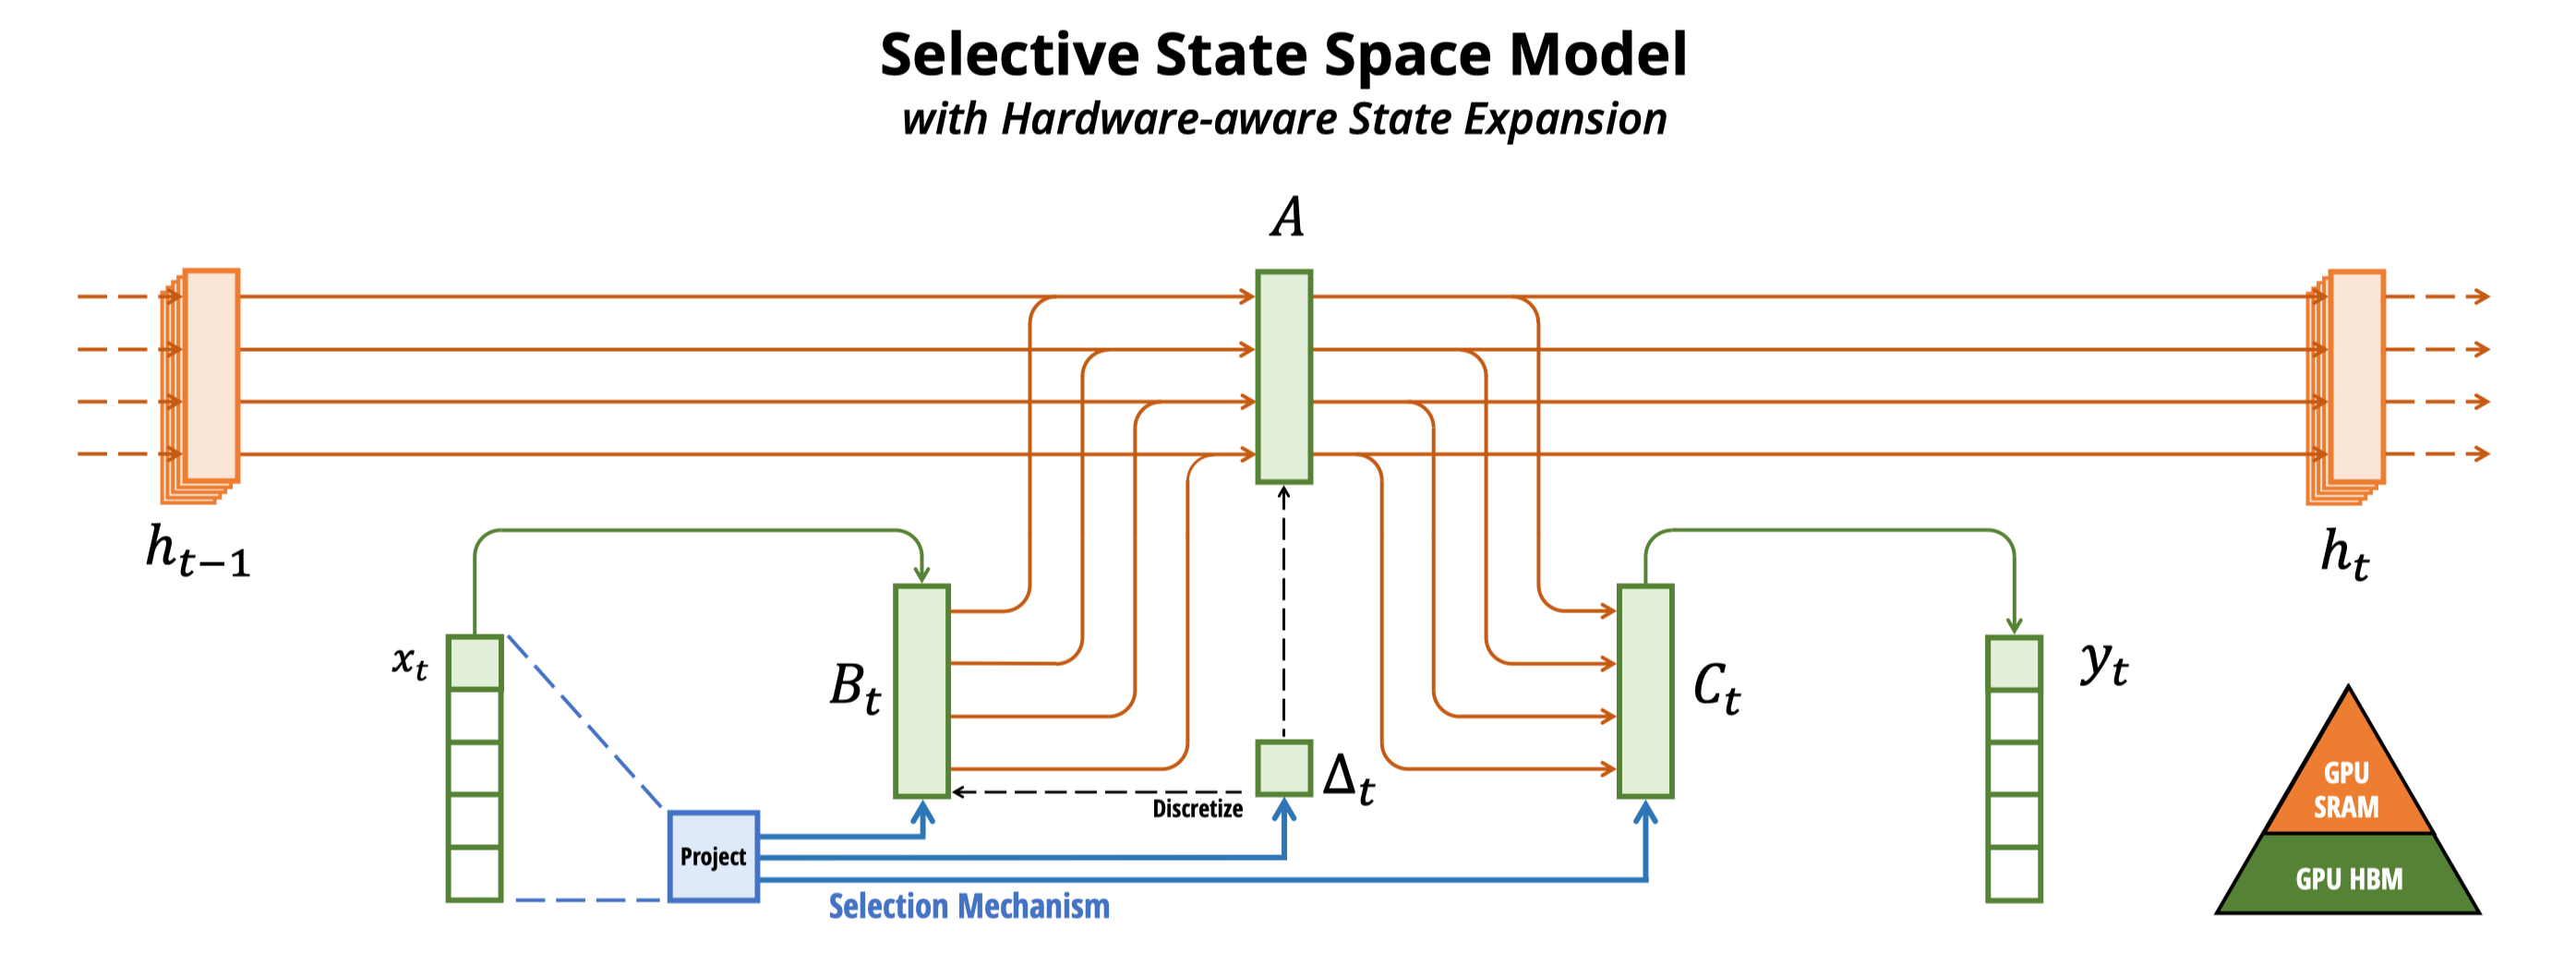 Selective State Space Model
with Hardware-aware State Expansion
A
h_{t-1}
h_t
x_t
B_t
Δ_t
C_t
y_t
Discretize
Project
Selection Mechanism
GPU
SRAM
GPU HBM